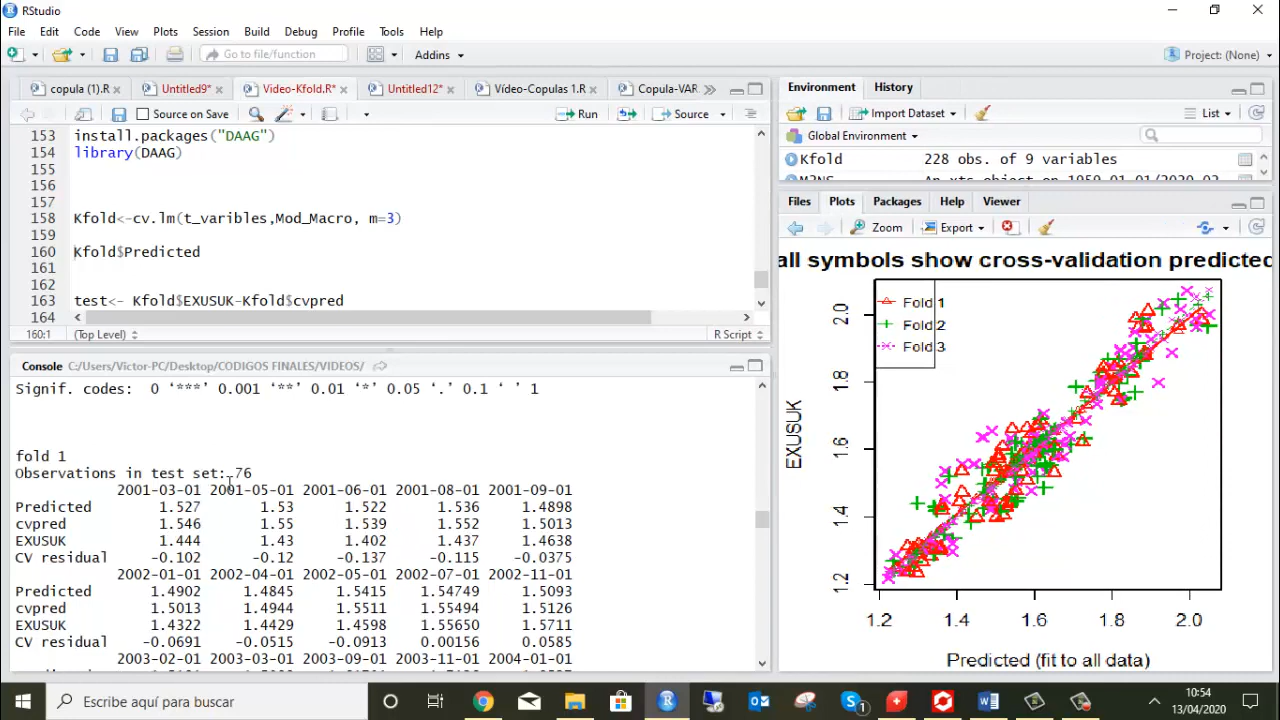 RStudio
File Edit Code View Plots Session Build Debug Profile Tools Help
Go to file/function Addins Project: (None)
copula (1).R Untitled9* Video-Kfold.R* Untitled12* Vídeo-Copulas 1.R Copula-VAR
Source on Save Run Source
153 install.packages("DAAG")
154 library(DAAG)
155
156
157
158 Kfold<-cv.lm(t_varibles,Mod_Macro, m=3)
159
160 Kfold$Predicted
161
162
163 test<- Kfold$EXUSUK-Kfold$cvpred
164
160:1 (Top Level) R Script
Console C:/Users/Victor-PC/Desktop/CODIGOS FINALES/VIDEOS/
Signif. codes: 0 ‘***’ 0.001 ‘**’ 0.01 ‘*’ 0.05 ‘.’ 0.1 ‘ ’ 1
fold 1
Observations in test set: 76
2001-03-01 2001-05-01 2001-06-01 2001-08-01 2001-09-01
Predicted 1.527 1.53 1.522 1.536 1.4898
cvpred 1.546 1.55 1.539 1.552 1.5013
EXUSUK 1.444 1.43 1.402 1.437 1.4638
CV residual -0.102 -0.12 -0.137 -0.115 -0.0375
2002-01-01 2002-04-01 2002-05-01 2002-07-01 2002-11-01
Predicted 1.4902 1.4845 1.5415 1.54749 1.5093
cvpred 1.5013 1.4944 1.5511 1.55494 1.5126
EXUSUK 1.4322 1.4429 1.4598 1.55650 1.5711
CV residual -0.0691 -0.0515 -0.0913 0.00156 0.0585
2003-02-01 2003-03-01 2003-09-01 2003-11-01 2004-01-01
Environment History
Import Dataset List
Global Environment
Kfold 228 obs. of 9 variables
Files Plots Packages Help Viewer
Zoom Export
all symbols show cross-validation predicted
Fold 1
Fold 2
Fold 3
EXUSUK
2.0
1.8
1.6
1.4
1.2
1.2 1.4 1.6 1.8 2.0
Predicted (fit to all data)
Escribe aquí para buscar
10:54
13/04/2020